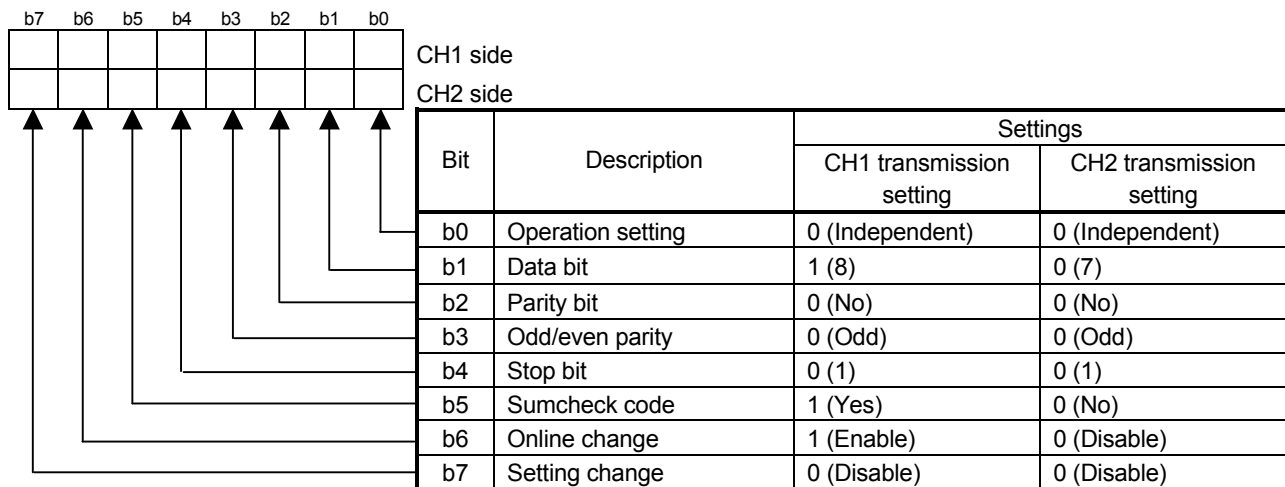 b7 b6 b5 b4 b3 b2 b1 b0
CH1 side
CH2 side
Bit Description Settings
CH1 transmission setting CH2 transmission setting
b0 Operation setting 0 (Independent) 0 (Independent)
b1 Data bit 1 (8) 0 (7)
b2 Parity bit 0 (No) 0 (No)
b3 Odd/even parity 0 (Odd) 0 (Odd)
b4 Stop bit 0 (1) 0 (1)
b5 Sumcheck code 1 (Yes) 0 (No)
b6 Online change 1 (Enable) 0 (Disable)
b7 Setting change 0 (Disable) 0 (Disable)